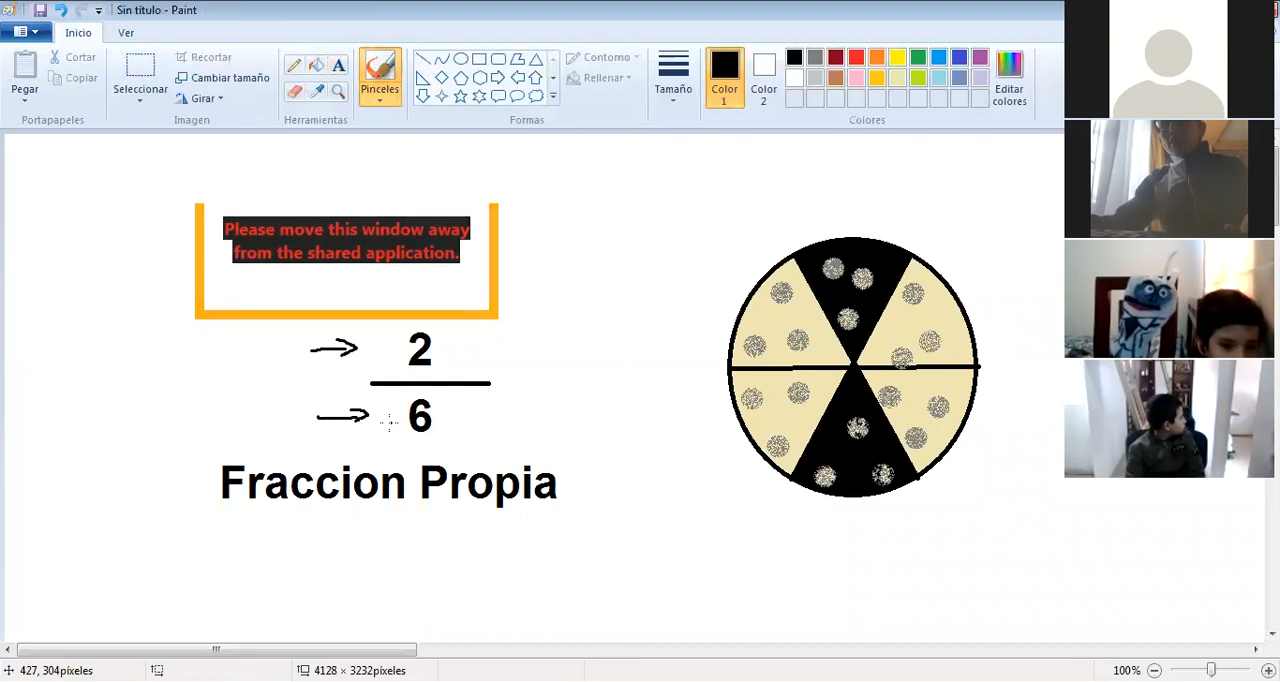 Sin título - Paint
Inicio Ver
Pegar
Cortar
Copiar
Portapapeles
Seleccionar
Recortar
Cambiar tamaño
Girar
Imagen
Herramientas
Pinceles
Contorno
Rellenar
Formas
Tamaño
Color 1
Color 2
Editar colores
Colores
Please move this window away
from the shared application.
2
6
Fraccion Propia
427, 304píxeles
4128 × 3232píxeles
100%